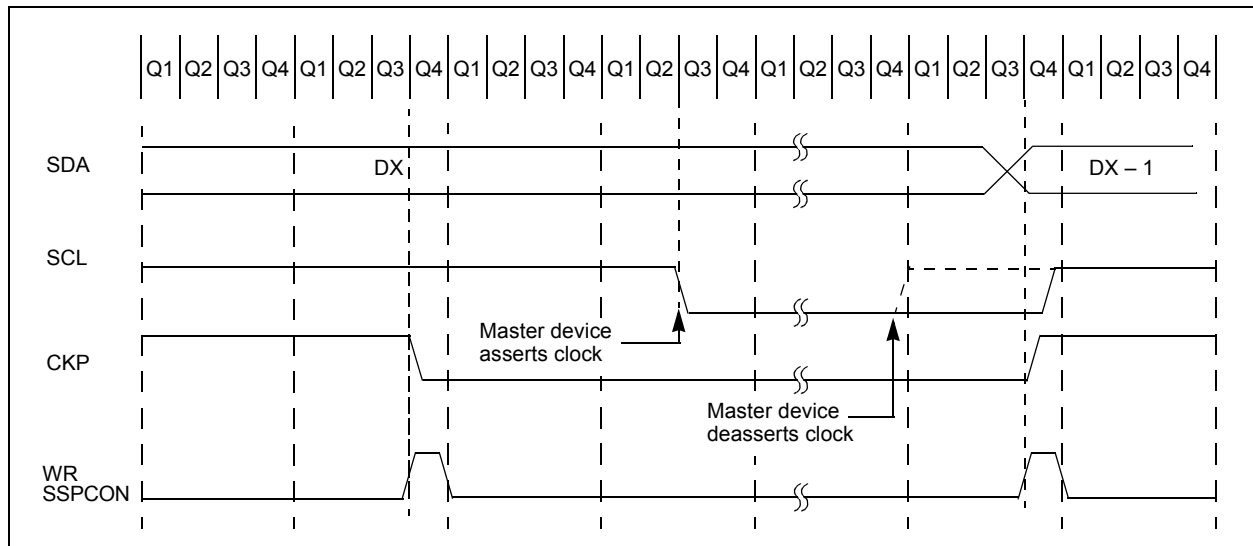 Q1 Q2 Q3 Q4 Q1 Q2 Q3 Q4 Q1 Q2 Q3 Q4 Q1 Q2 Q3 Q4 Q1 Q2 Q3 Q4 Q1 Q2 Q3 Q4 Q1 Q2 Q3 Q4
SDA
DX
DX – 1
SCL
Master device
asserts clock
CKP
Master device
deasserts clock
WR
SSPCON